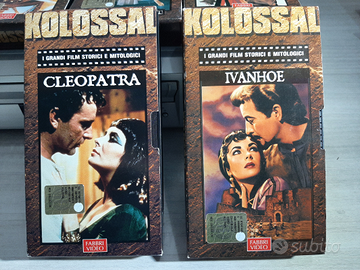 KOLOSSAL
I GRANDI FILM STORICI E MITOLOGICI
CLEOPATRA
FABBRI
VIDEO
KOLOSSAL
I GRANDI FILM STORICI E MITOLOGICI
IVANHOE
FABBRI
VIDEO
subito